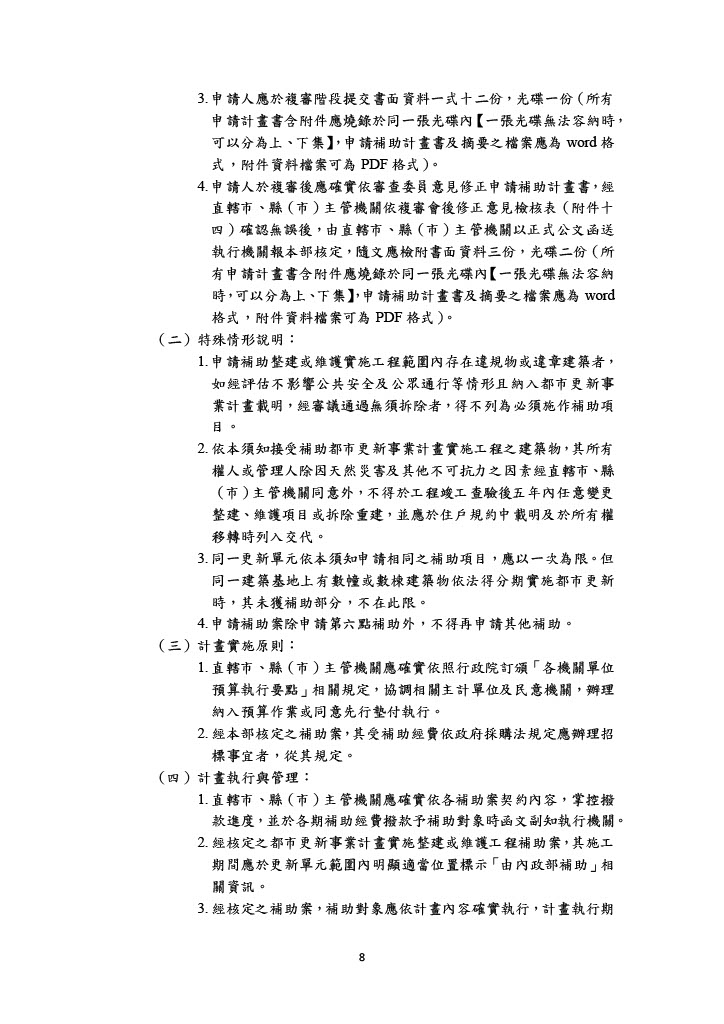 3. 申請人應於複審階段提交書面資料一式十二份，光碟一份（所有
申請計畫書含附件應燒錄於同一張光碟內【一張光碟無法容納時，
可以分為上、下集】，申請補助計畫書及摘要之檔案應為 word 格
式，附件資料檔案可為 PDF 格式）。
4. 申請人於複審後應確實依審查委員意見修正申請補助計畫書，經
直轄市、縣（市）主管機關依複審會後修正意見檢核表（附件十
四）確認無誤後，由直轄市、縣（市）主管機關以正式公文函送
執行機關報本部核定，隨文應檢附書面資料三份，光碟二份（所
有申請計畫書含附件應燒錄於同一張光碟內【一張光碟無法容納
時，可以分為上、下集】，申請補助計畫書及摘要之檔案應為 word
格式，附件資料檔案可為 PDF 格式）。
（二）特殊情形說明：
1. 申請補助整建或維護實施工程範圍內存在違規物或違章建築者，
如經評估不影響公共安全及公眾通行等情形且納入都市更新事
業計畫載明，經審議通過無須拆除者，得不列為必須施作補助項
目。
2. 依本須知接受補助都市更新事業計畫實施工程之建築物，其所有
權人或管理人除因天然災害及其他不可抗力之因素經直轄市、縣
（市）主管機關同意外，不得於工程竣工查驗後五年內任意變更
整建、維護項目或拆除重建，並應於住戶規約中載明及於所有權
移轉時列入交代。
3. 同一更新單元依本須知申請相同之補助項目，應以一次為限。但
同一建築基地上有數幢或數棟建築物依法得分期實施都市更新
時，其未獲補助部分，不在此限。
4. 申請補助案除申請第六點補助外，不得再申請其他補助。
（三）計畫實施原則：
1. 直轄市、縣（市）主管機關應確實依照行政院訂頒「各機關單位
預算執行要點」相關規定，協調相關主計單位及民意機關，辦理
納入預算作業或同意先行墊付執行。
2. 經本部核定之補助案，其受補助經費依政府採購法規定應辦理招
標事宜者，從其規定。
（四）計畫執行與管理：
1. 直轄市、縣（市）主管機關應確實依各補助案契約內容，掌控撥
款進度，並於各期補助經費撥款予補助對象時函文副知執行機關。
2. 經核定之都市更新事業計畫實施整建或維護工程補助案，其施工
期間應於更新單元範圍內明顯適當位置標示「由內政部補助」相
關資訊。
3. 經核定之補助案，補助對象應依計畫內容確實執行，計畫執行期
8